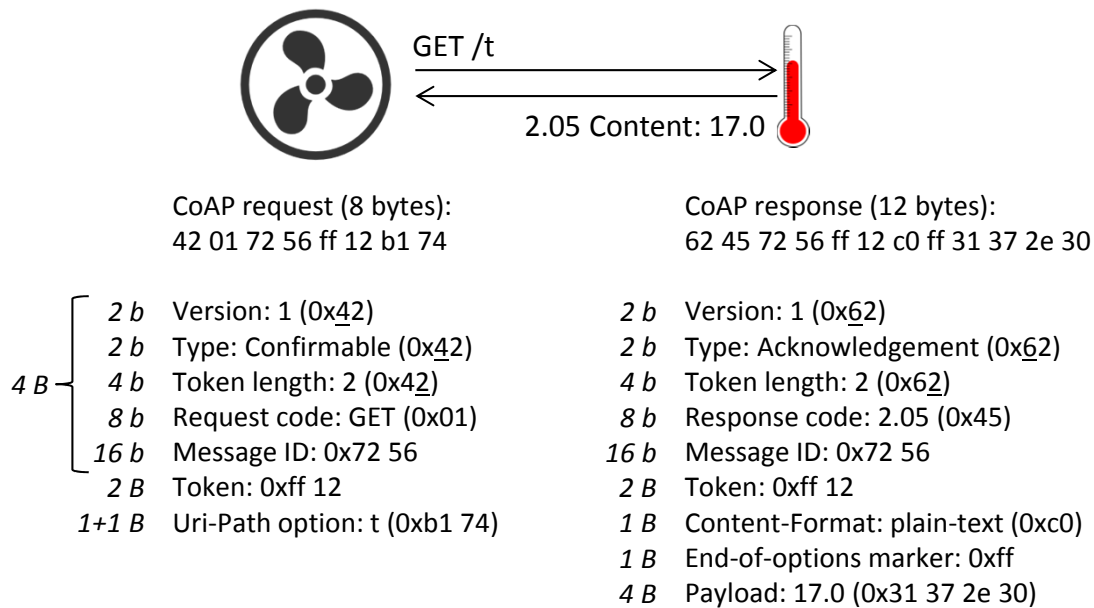 GET /t
2.05 Content: 17.0
CoAP request (8 bytes):
42 01 72 56 ff 12 b1 74
4 B
2 b Version: 1 (0x42)
2 b Type: Confirmable (0x42)
4 b Token length: 2 (0x42)
8 b Request code: GET (0x01)
16 b Message ID: 0x72 56
2 B Token: 0xff 12
1+1 B Uri-Path option: t (0xb1 74)
CoAP response (12 bytes):
62 45 72 56 ff 12 c0 ff 31 37 2e 30
2 b Version: 1 (0x62)
2 b Type: Acknowledgement (0x62)
4 b Token length: 2 (0x62)
8 b Response code: 2.05 (0x45)
16 b Message ID: 0x72 56
2 B Token: 0xff 12
1 B Content-Format: plain-text (0xc0)
1 B End-of-options marker: 0xff
4 B Payload: 17.0 (0x31 37 2e 30)